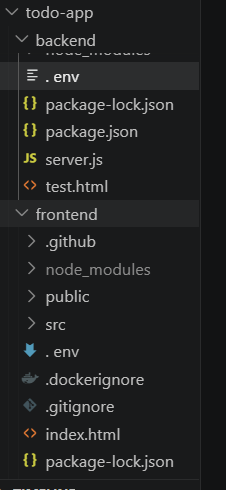 todo-app
backend
node_modules
. env
package-lock.json
package.json
server.js
test.html
frontend
.github
node_modules
public
src
. env
.dockerignore
.gitignore
index.html
package-lock.json